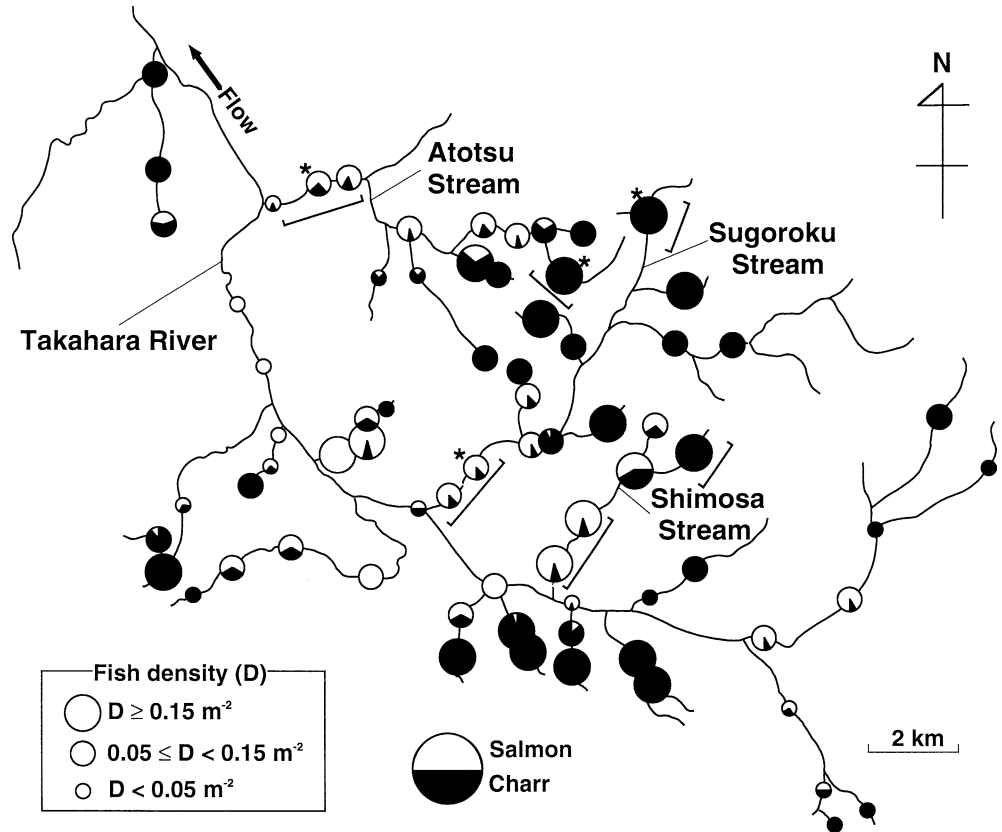 N
Flow
*
Atotsu
Stream
*
Sugoroku
Stream
*
Takahara River
*
Shimosa
Stream
Fish density (D)
D ≥ 0.15 m⁻²
0.05 ≤ D < 0.15 m⁻²
D < 0.05 m⁻²
Salmon
Charr
2 km